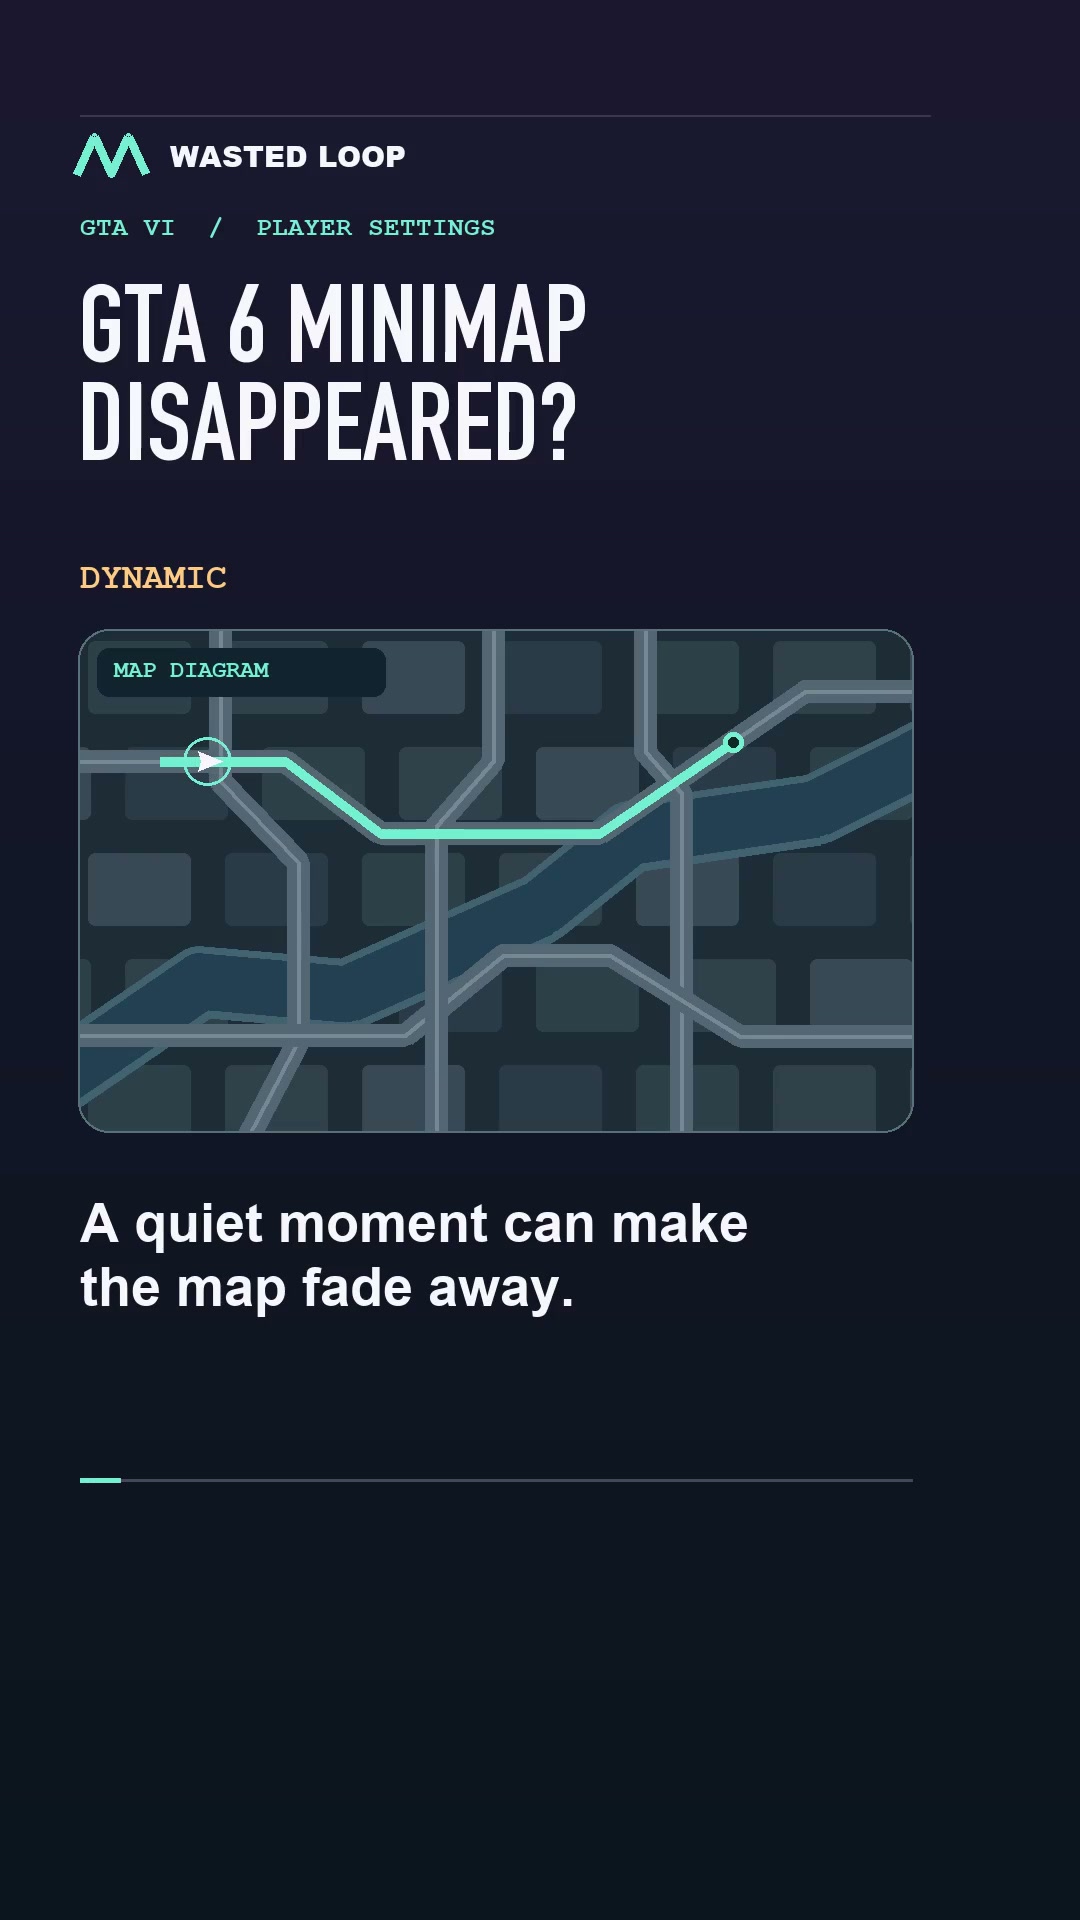 WASTED LOOP
GTA VI / PLAYER SETTINGS
GTA 6 MINIMAP
DISAPPEARED?
DYNAMIC
MAP DIAGRAM
A quiet moment can make
the map fade away.